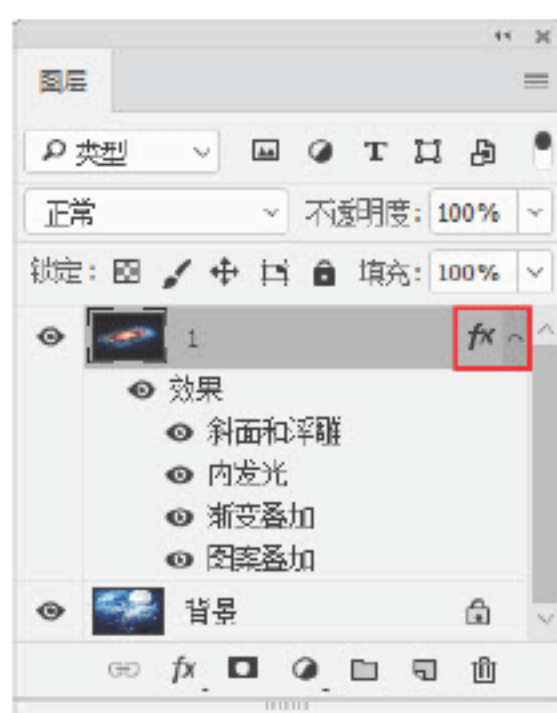 图层
类型 T
正常 不透明度: 100%
锁定: 填充: 100%
1 fx
效果
斜面和浮雕
内发光
渐变叠加
图案叠加
背景
fx